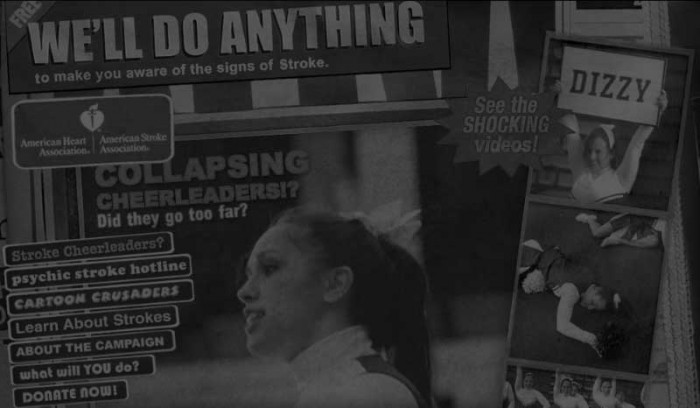 FREE
WE'LL DO ANYTHING
to make you aware of the signs of Stroke.
American Heart Association.
American Stroke Association.
COLLAPSING
CHEERLEADERS!?
Did they go too far?
See the
SHOCKING
videos!
DIZZY
Stroke Cheerleaders?
psychic stroke hotline
CARTOON CRUSADERS
Learn About Strokes
ABOUT THE CAMPAIGN
what will YOU do?
DONATE NOW!